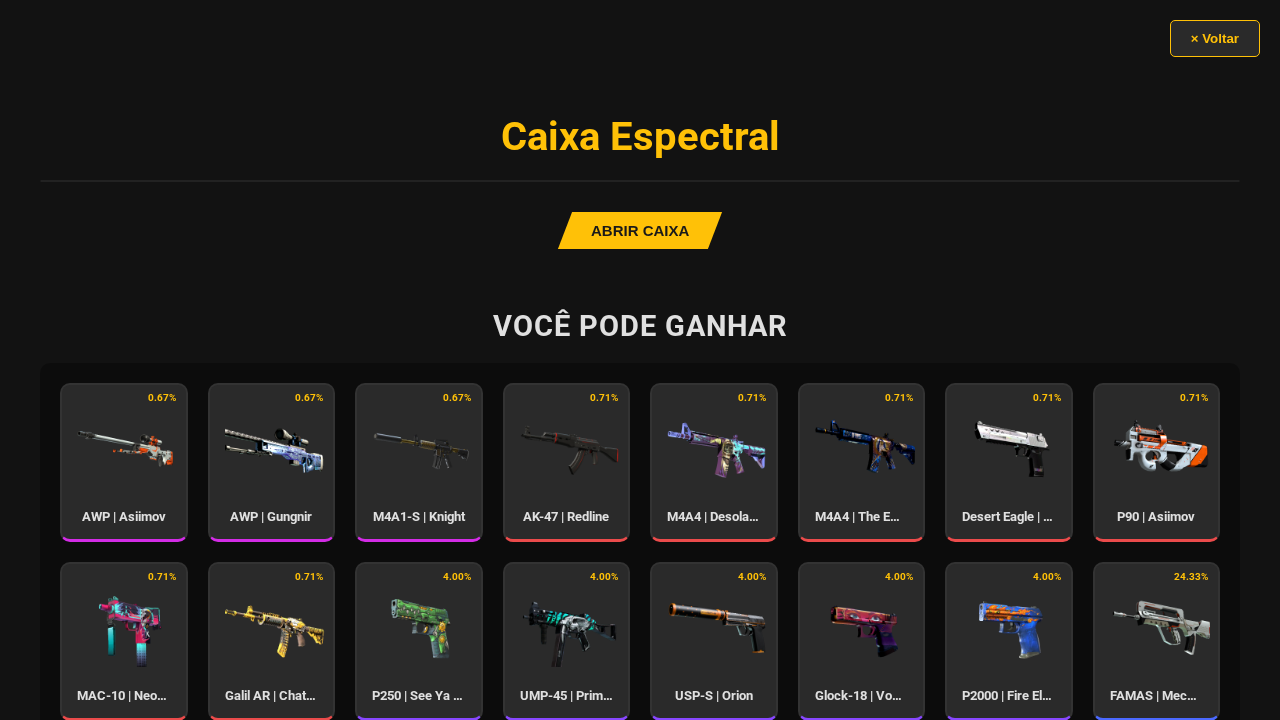 × Voltar
Caixa Espectral
ABRIR CAIXA
VOCÊ PODE GANHAR
0.67% 0.67% 0.67% 0.71% 0.71% 0.71% 0.71% 0.71%
AWP | Asiimov AWP | Gungnir M4A1-S | Knight AK-47 | Redline M4A4 | Desola... M4A4 | The E... Desert Eagle | ... P90 | Asiimov
0.71% 0.71% 4.00% 4.00% 4.00% 4.00% 4.00% 24.33%
MAC-10 | Neo... Galil AR | Chat... P250 | See Ya ... UMP-45 | Prim... USP-S | Orion Glock-18 | Vo... P2000 | Fire El... FAMAS | Mec...